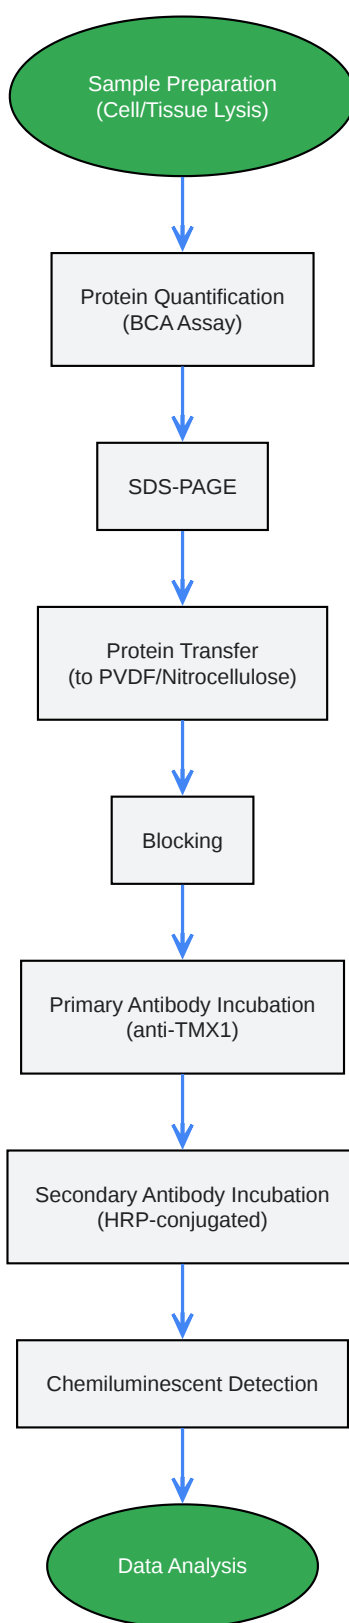 Sample Preparation
(Cell/Tissue Lysis)
Protein Quantification
(BCA Assay)
SDS-PAGE
Protein Transfer
(to PVDF/Nitrocellulose)
Blocking
Primary Antibody Incubation
(anti-TMX1)
Secondary Antibody Incubation
(HRP-conjugated)
Chemiluminescent Detection
Data Analysis